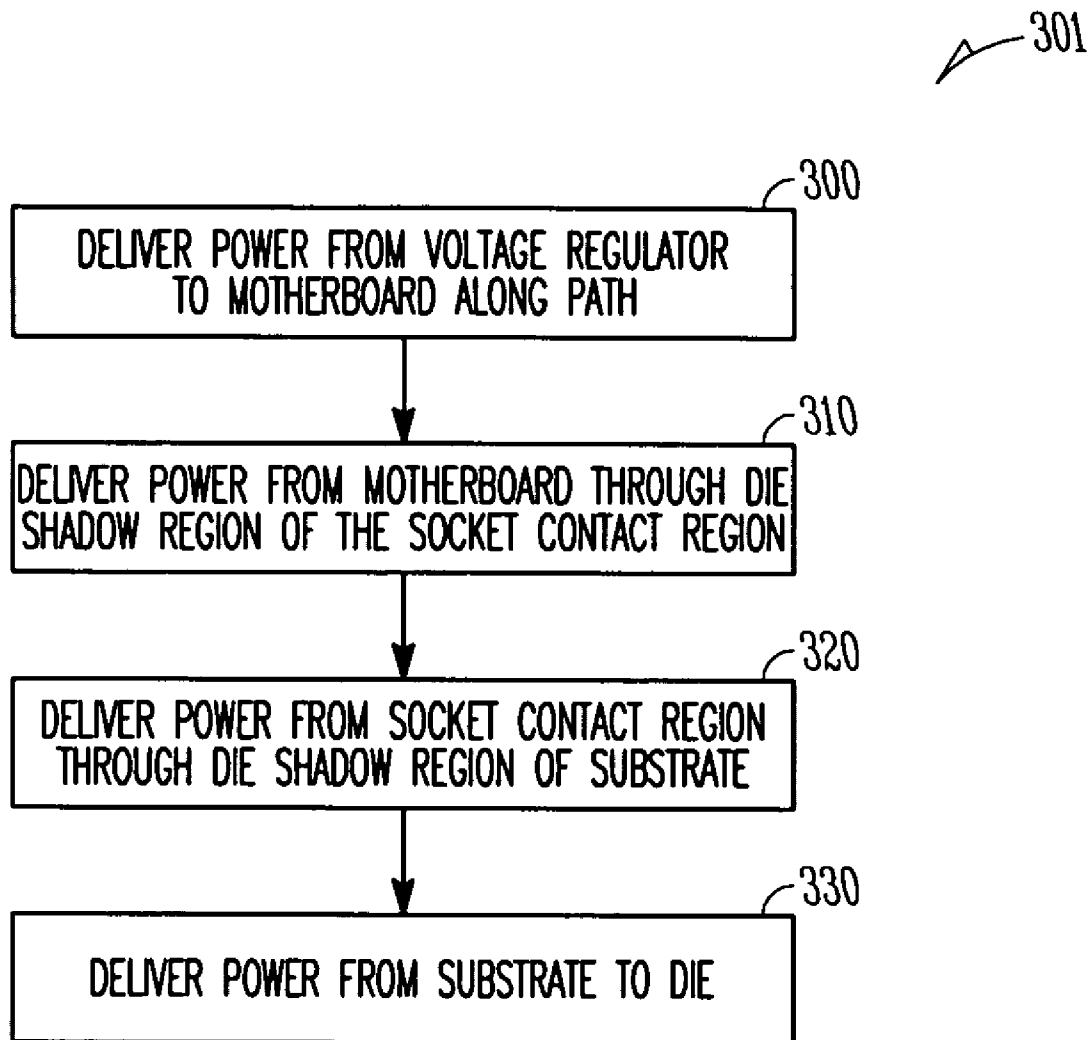 301
300
DELIVER POWER FROM VOLTAGE REGULATOR
TO MOTHERBOARD ALONG PATH
310
DELIVER POWER FROM MOTHERBOARD THROUGH DIE
SHADOW REGION OF THE SOCKET CONTACT REGION
320
DELIVER POWER FROM SOCKET CONTACT REGION
THROUGH DIE SHADOW REGION OF SUBSTRATE
330
DELIVER POWER FROM SUBSTRATE TO DIE